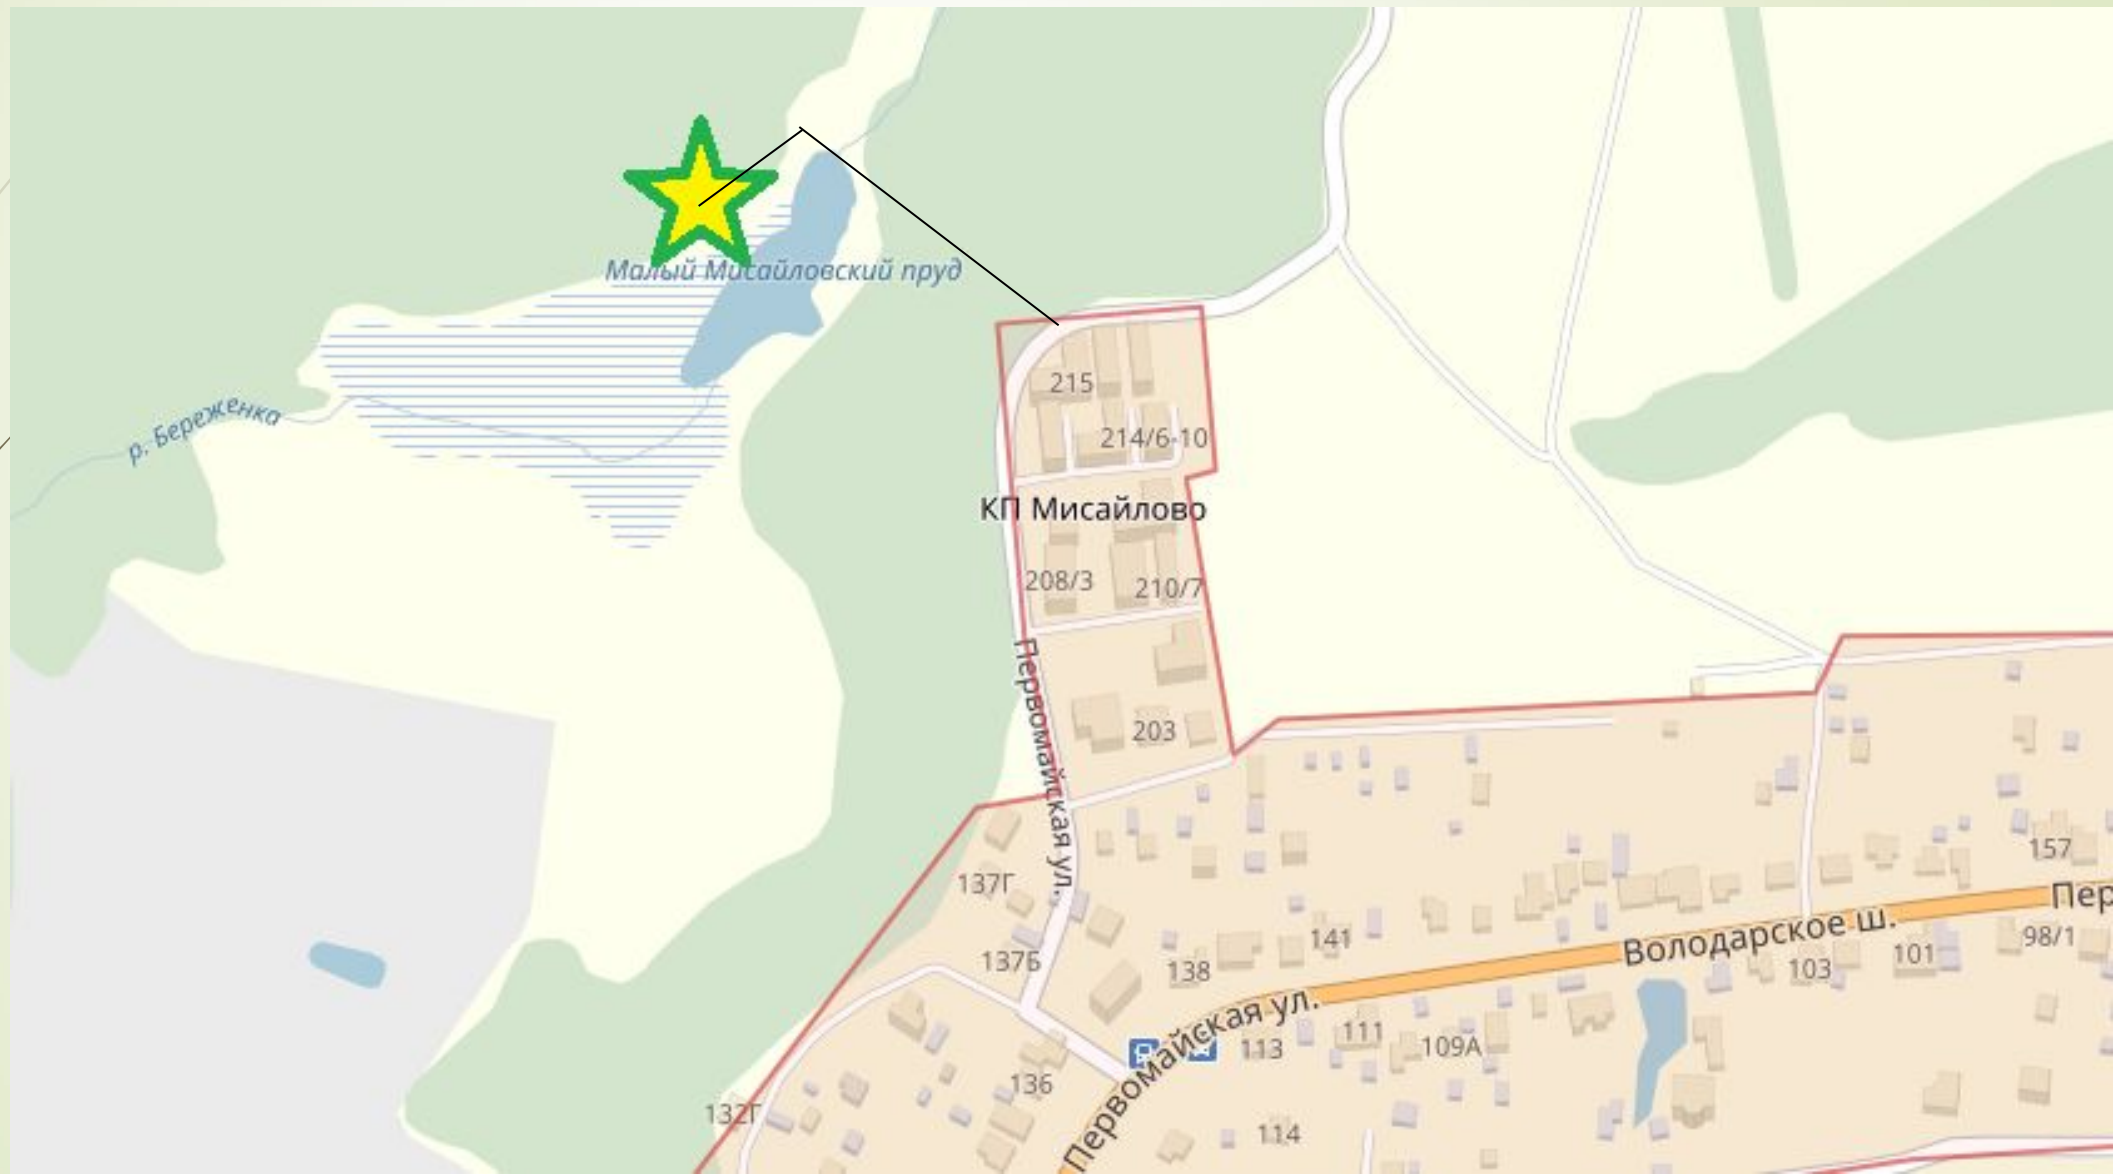 Малый Мисайловский пруд
р. Береженка
215
214/6-10
КП Мисайлово
208/3
210/7
Первомайская ул.
203
137Г
157
Пер
Володарское ш.
141
98/1
137Б
138
103
101
Первомайская ул.
111
113
109А
136
132Г
114